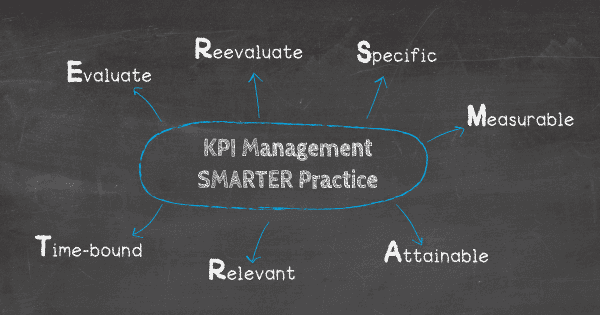 Reevaluate
Specific
Evaluate
Measurable
KPI Management
SMARTER Practice
Time-bound
Attainable
Relevant